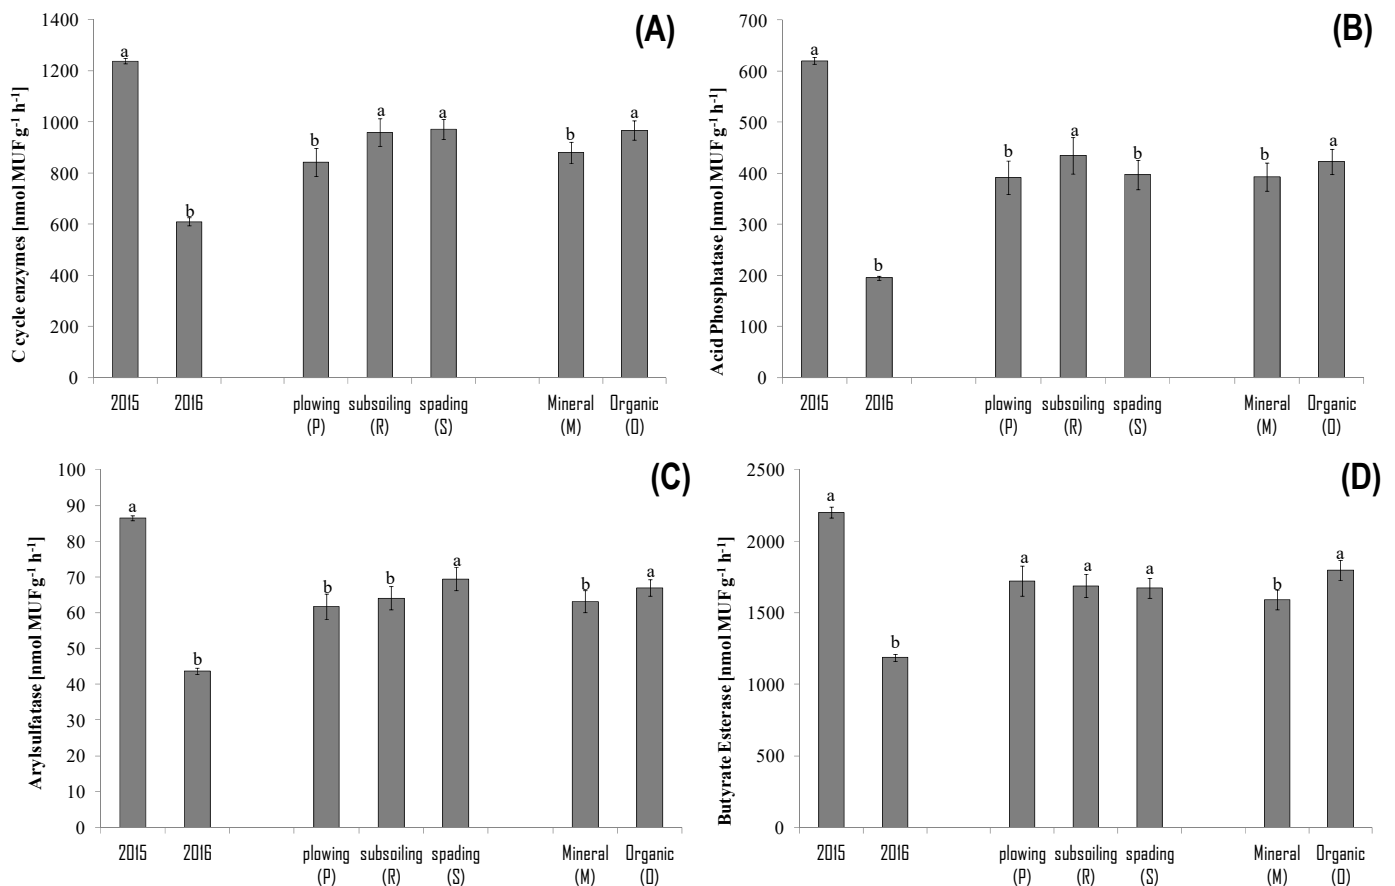 (A)
C cycle enzymes [nmol MUF g-1 h-1]
1400
1200
1000
800
600
400
200
0
a
b
b
a
a
b
a
2015
2016
plowing
(P)
subsoiling
(R)
spading
(S)
Mineral
(M)
Organic
(O)
(B)
Acid Phosphatase [nmol MUF g-1 h-1]
700
600
500
400
300
200
100
0
a
b
b
a
b
b
a
2015
2016
plowing
(P)
subsoiling
(R)
spading
(S)
Mineral
(M)
Organic
(O)
(C)
Arylsulfatase [nmol MUF g-1 h-1]
100
90
80
70
60
50
40
30
20
10
0
a
b
b
b
a
b
a
2015
2016
plowing
(P)
subsoiling
(R)
spading
(S)
Mineral
(M)
Organic
(O)
(D)
Butyrate Esterase [nmol MUF g-1 h-1]
2500
2000
1500
1000
500
0
a
b
a
a
a
b
a
2015
2016
plowing
(P)
subsoiling
(R)
spading
(S)
Mineral
(M)
Organic
(O)